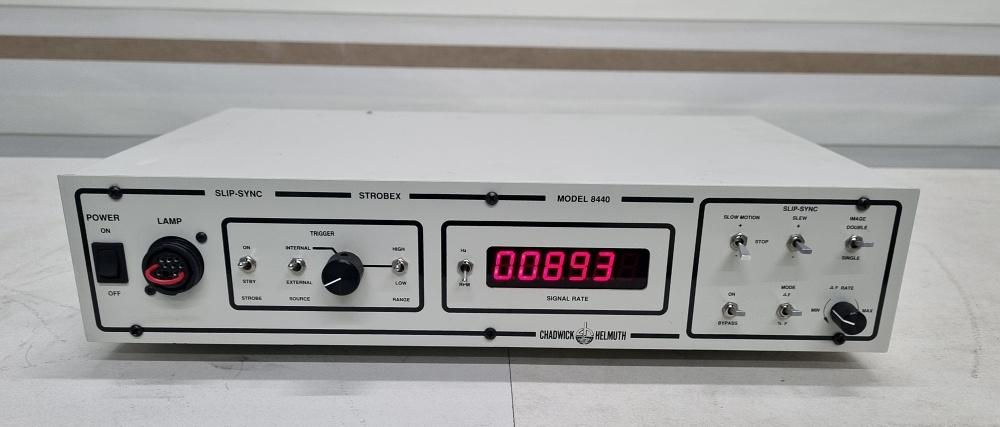 SLIP-SYNC STROBEX MODEL 8440
POWER
ON
OFF
LAMP
TRIGGER
ON
STBY
STROBE
INTERNAL
EXTERNAL
SOURCE
HIGH
LOW
RANGE
Hz
RPM
00893
SIGNAL RATE
CHADWICK HELMUTH
SLIP-SYNC
SLOW MOTION
+
STOP
-
SLEW
+
-
IMAGE
DOUBLE
SINGLE
ON
BYPASS
MODE
Δ F
% F
Δ F RATE
MIN
MAX